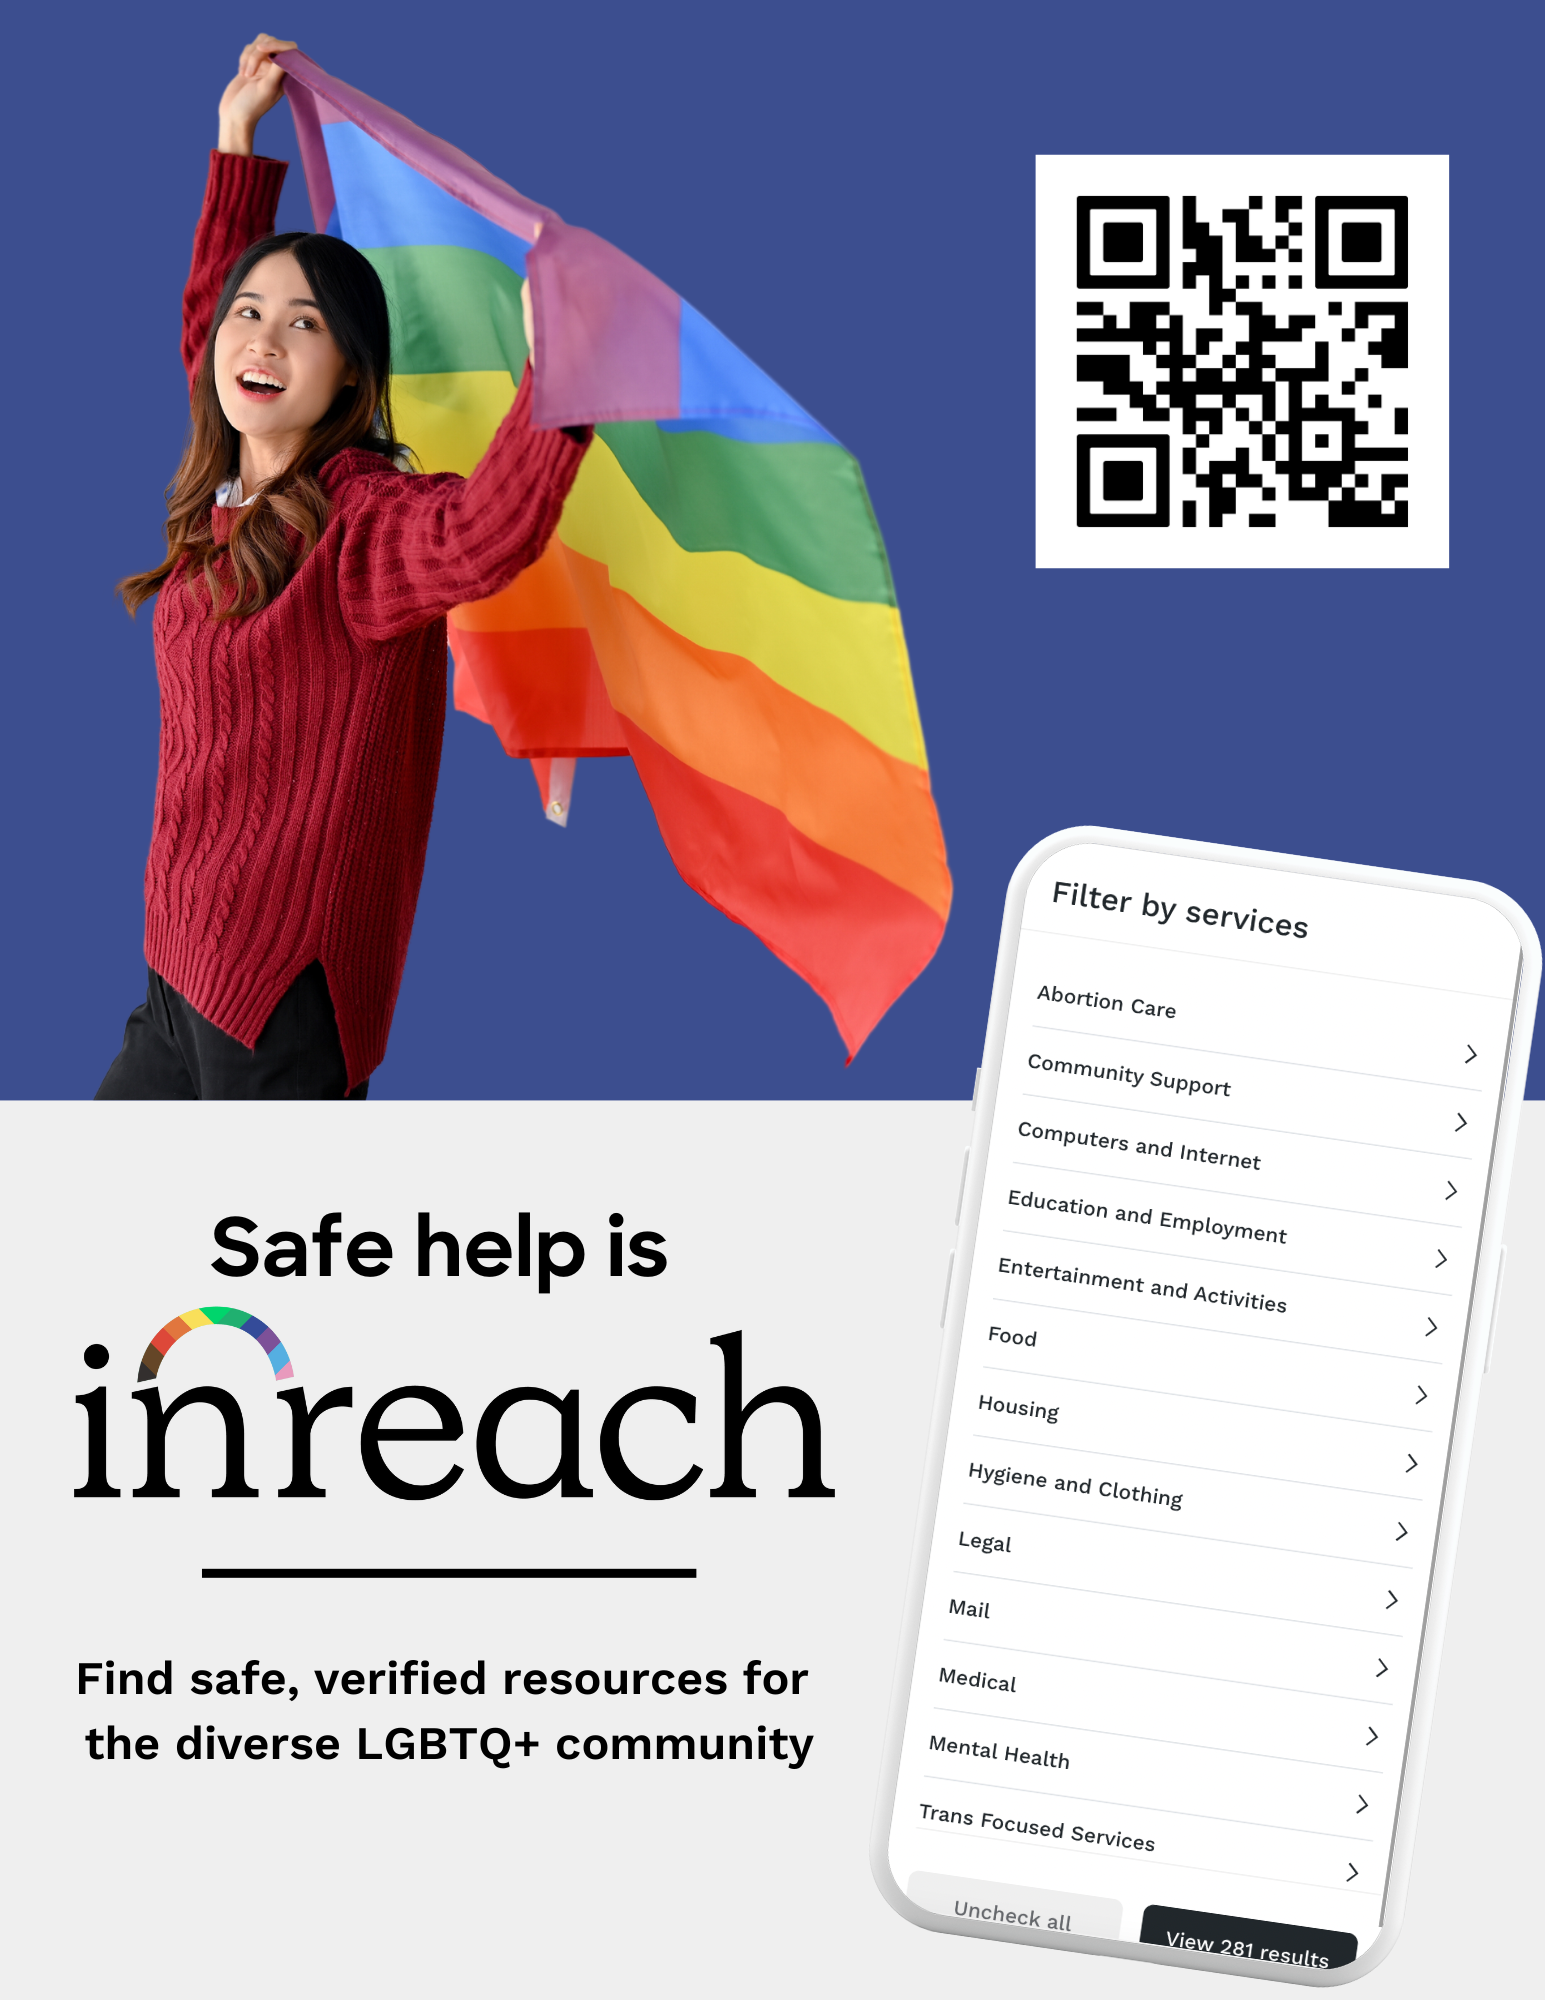 Safe help is
inreach
Find safe, verified resources for
the diverse LGBTQ+ community
Filter by services
Abortion Care
Community Support
Computers and Internet
Education and Employment
Entertainment and Activities
Food
Housing
Hygiene and Clothing
Legal
Mail
Medical
Mental Health
Trans Focused Services
Uncheck all
View 281 results